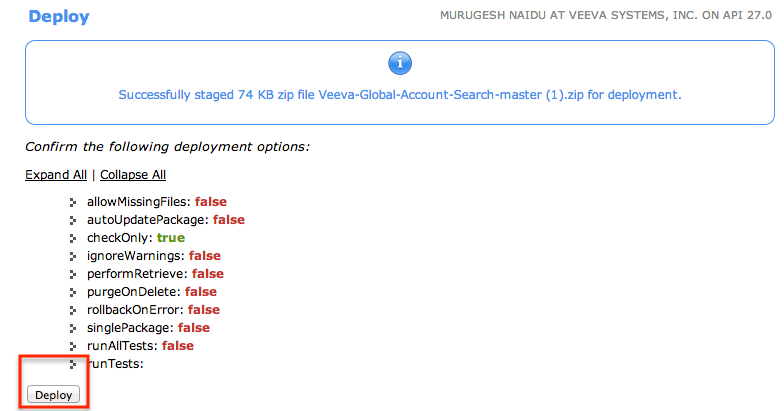 Deploy
MURUGESH NAIDU AT VEEVA SYSTEMS, INC. ON API 27.0
i
Successfully staged 74 KB zip file Veeva-Global-Account-Search-master (1).zip for deployment.
Confirm the following deployment options:
Expand All | Collapse All
allowMissingFiles: false
autoUpdatePackage: false
checkOnly: true
ignoreWarnings: false
performRetrieve: false
purgeOnDelete: false
rollbackOnError: false
singlePackage: false
runAllTests: false
runTests:
Deploy